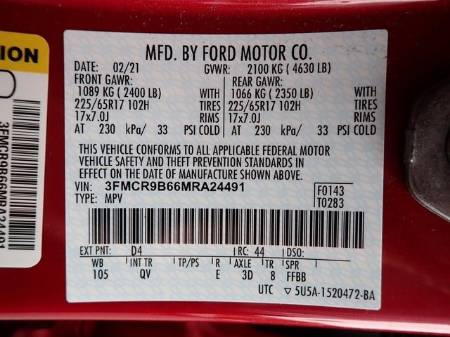 MFD. BY FORD MOTOR CO.
DATE: 02/21 GVWR: 2100 KG ( 4630 LB)
FRONT GAWR: REAR GAWR:
1089 KG ( 2400 LB) WITH 1066 KG ( 2350 LB) WITH
225/65R17 102H TIRES 225/65R17 102H TIRES
17x7.0J RIMS 17x7.0J RIMS
AT 230 kPa/ 33 PSI COLD AT 230 kPa/ 33 PSI COLD
THIS VEHICLE CONFORMS TO ALL APPLICABLE FEDERAL MOTOR
VEHICLE SAFETY AND THEFT PREVENTION STANDARDS IN
EFFECT ON THE DATE OF MANUFACTURE SHOWN ABOVE.
VIN: 3FMCR9B66MRA24491 F0143
TYPE: MPV T0283
EXT PNT: D4 RC: 44 DSO:
WB INT TR TP/PS R AXLE TR SPR
105 QV E 3D 8 FFBB
UTC 5U5A-1520472-BA
3FMCR9B66MRA24491